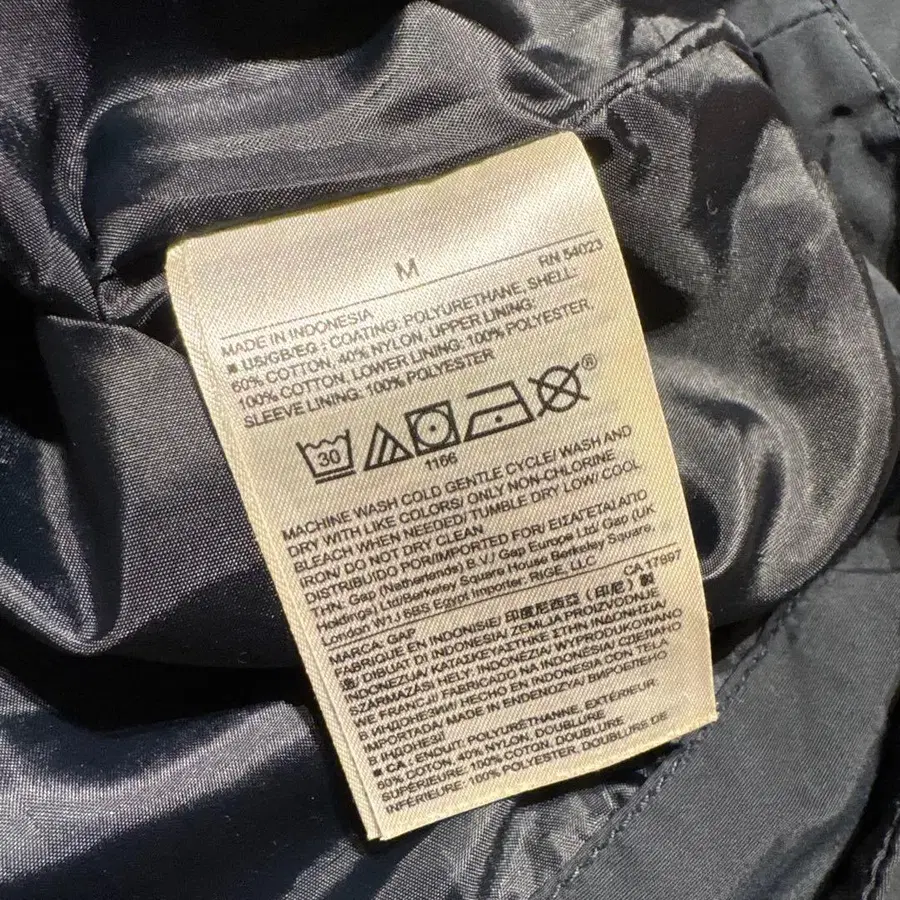 M
RN 54023
MADE IN INDONESIA
■ US/GB/EG : COATING: POLYURETHANE, SHELL:
60% COTTON, 40% NYLON, UPPER LINING:
100% COTTON, LOWER LINING: 100% POLYESTER,
SLEEVE LINING: 100% POLYESTER
30
®
1166
MACHINE WASH COLD GENTLE CYCLE/ WASH AND
DRY WITH LIKE COLORS/ ONLY NON-CHLORINE
BLEACH WHEN NEEDED/ TUMBLE DRY LOW/ COOL
IRON/ DO NOT DRY CLEAN
DISTRIBUIDO POR/IMPORTED FOR/ ΕΙΣΑΓΕΤΑΙ ΑΠΟ
THN. Gap (Netherlands) B.V./ Gap Europe Ltd/ Gap (UK
Holdings) Ltd/Berkeley Square House Berkeley Square,
London W1J 6BS Egypt Importer: RIGE, LLC
MARCA: GAP CA 17897
FABRIQUÉ EN INDONÉSIE/ 印度尼西亞 (印尼) 製
/ DIBUAT DI INDONESIA/ ZEMLJA PROIZVODNJE
INDONEZIJA/ ΚΑΤΑΣΚΕΥΑΣΤΗΚΕ ΣΤΗΝ ΙΝΔΟΝΗΣΙΑ/
SZÁRMAZÁSI HELY: INDONÉZIA/ WYPRODUKOWANO
WE FABRICADO NA INDONÉSIA/ СДЕЛАНО
В ИНДОНЕЗИИ/ HECHO EN INDONESIA CON TELA
IMPORTADA/ MADE IN ENDONEZYA/ ВИРОБЛЕНО
В ІНДОНЕЗІЇ
■ CA : ENDUIT: POLYURÉTHANNE, EXTÉRIEUR:
60% COTON, 40% NYLON, DOUBLURE
SUPÉRIEURE: 100% COTON, DOUBLURE
INFÉRIEURE: 100% POLYESTER, DOUBLURE DE